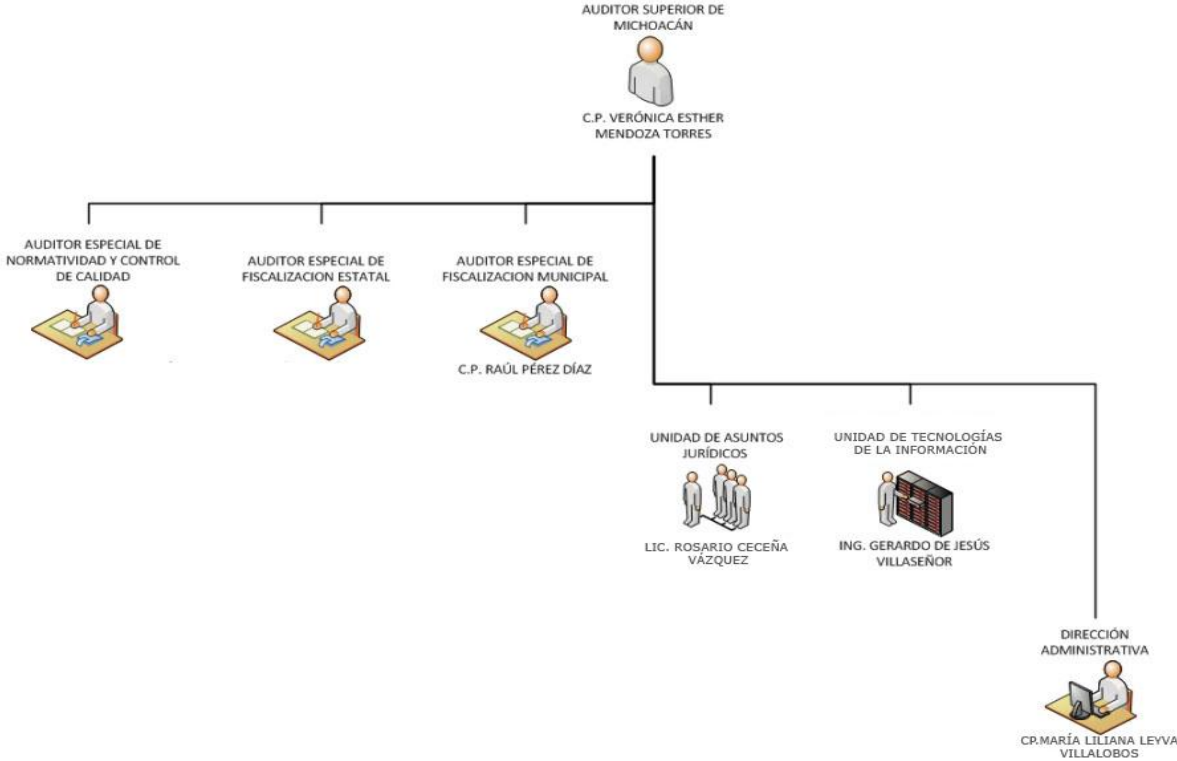 AUDITOR SUPERIOR DE
MICHOACÁN
C.P. VERÓNICA ESTHER
MENDOZA TORRES
AUDITOR ESPECIAL DE
NORMATIVIDAD Y CONTROL
DE CALIDAD
AUDITOR ESPECIAL DE
FISCALIZACION ESTATAL
AUDITOR ESPECIAL DE
FISCALIZACION MUNICIPAL
C.P. RAÚL PÉREZ DÍAZ
UNIDAD DE ASUNTOS
JURÍDICOS
LIC. ROSARIO CECEÑA
VÁZQUEZ
UNIDAD DE TECNOLOGÍAS
DE LA INFORMACIÓN
ING. GERARDO DE JESÚS
VILLASEÑOR
DIRECCIÓN
ADMINISTRATIVA
CP.MARÍA LILIANA LEYVA
VILLALOBOS